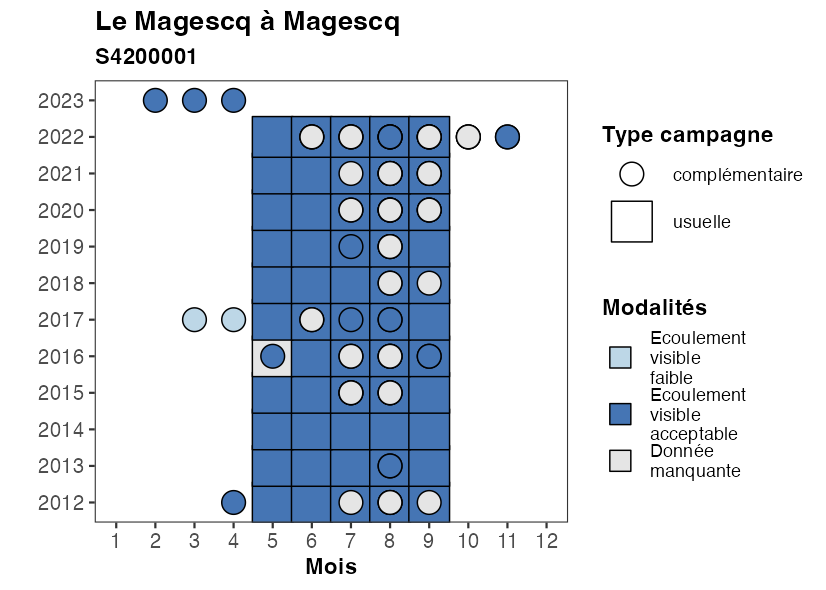 Le Magescq à Magescq
S4200001
2023
2022
2021
2020
2019
2018
2017
2016
2015
2014
2013
2012
1 2 3 4 5 6 7 8 9 10 11 12
Mois
Type campagne
complémentaire
usuelle
Modalités
Ecoulement
visible
faible
Ecoulement
visible
acceptable
Donnée
manquante